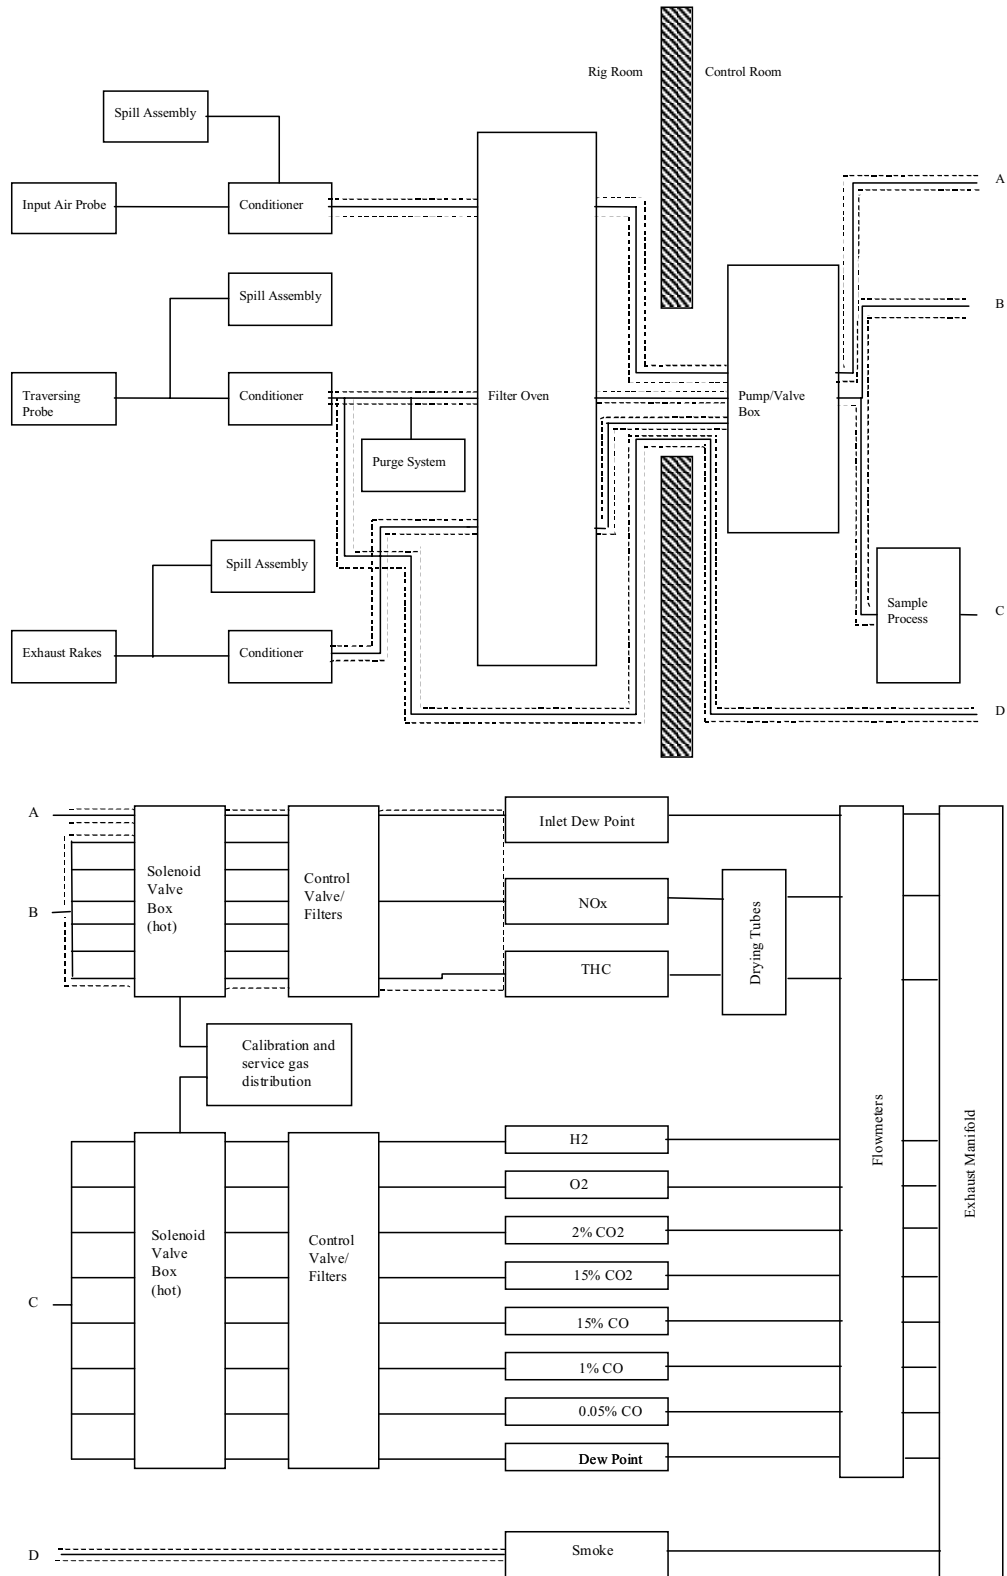 Rig Room
Control Room
Spill Assembly
A
Input Air Probe
Conditioner
Spill Assembly
B
Traversing
Probe
Conditioner
Filter Oven
Pump/Valve
Box
Purge System
Spill Assembly
Sample
Process
C
Exhaust Rakes
Conditioner
D
A
Inlet Dew Point
Solenoid
Valve
Box
(hot)
Control
Valve/
Filters
B
NOx
Drying Tubes
THC
Calibration and
service gas
distribution
Flowmeters
Exhaust Manifold
H2
O2
Solenoid
Valve
Box
(hot)
Control
Valve/
Filters
2% CO2
15% CO2
C
15% CO
1% CO
0.05% CO
Dew Point
D
Smoke